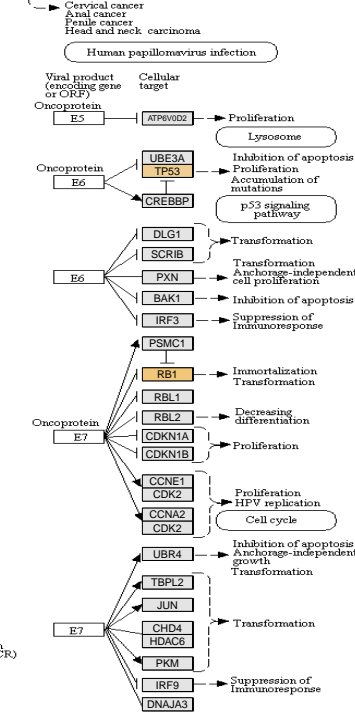 Cervical cancer
Anal cancer
Penile cancer
Head and neck carcinoma
Human papillomavirus infection
Viral product
(encoding gene
or ORF)
Cellular
target
Oncoprotein
E5
ATP6V0D2
Proliferation
Lysosome
Oncoprotein
E6
UBE3A
TP53
CREBBP
Inhibition of apoptosis
Proliferation
Accumulation of
mutations
p53 signaling
pathway
DLG1
SCRIB
Transformation
E6
PXN
Transformation
Anchorage-independent
cell proliferation
BAK1
Inhibition of apoptosis
IRF3
Suppression of
Immunoresponse
PSMC1
RB1
Immortalization
Transformation
RBL1
RBL2
Decreasing
differentiation
Oncoprotein
E7
CDKN1A
CDKN1B
Proliferation
CCNE1
CDK2
CCNA2
CDK2
Proliferation
HPV replication
Cell cycle
UBR4
Inhibition of apoptosis
Anchorage-independent
growth
Transformation
TBPL2
JUN
E7
CHD4
HDAC6
Transformation
PKM
IRF9
Suppression of
Immunoresponse
DNAJA3
CR)